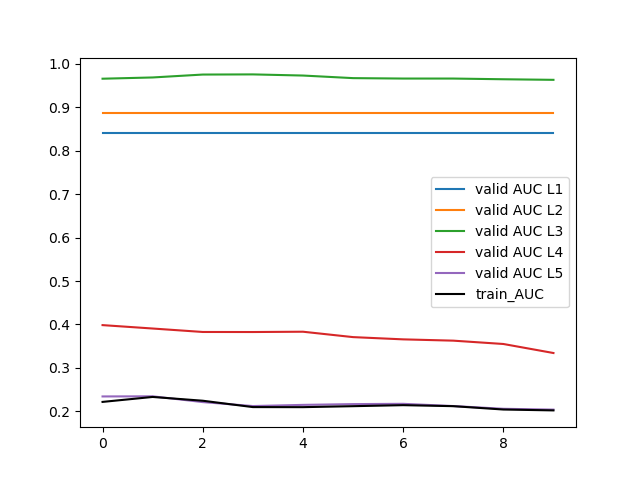 1.0
0.9
0.8
0.7
0.6
0.5
0.4
0.3
0.2
valid AUC L1
valid AUC L2
valid AUC L3
valid AUC L4
valid AUC L5
train_AUC
0 2 4 6 8